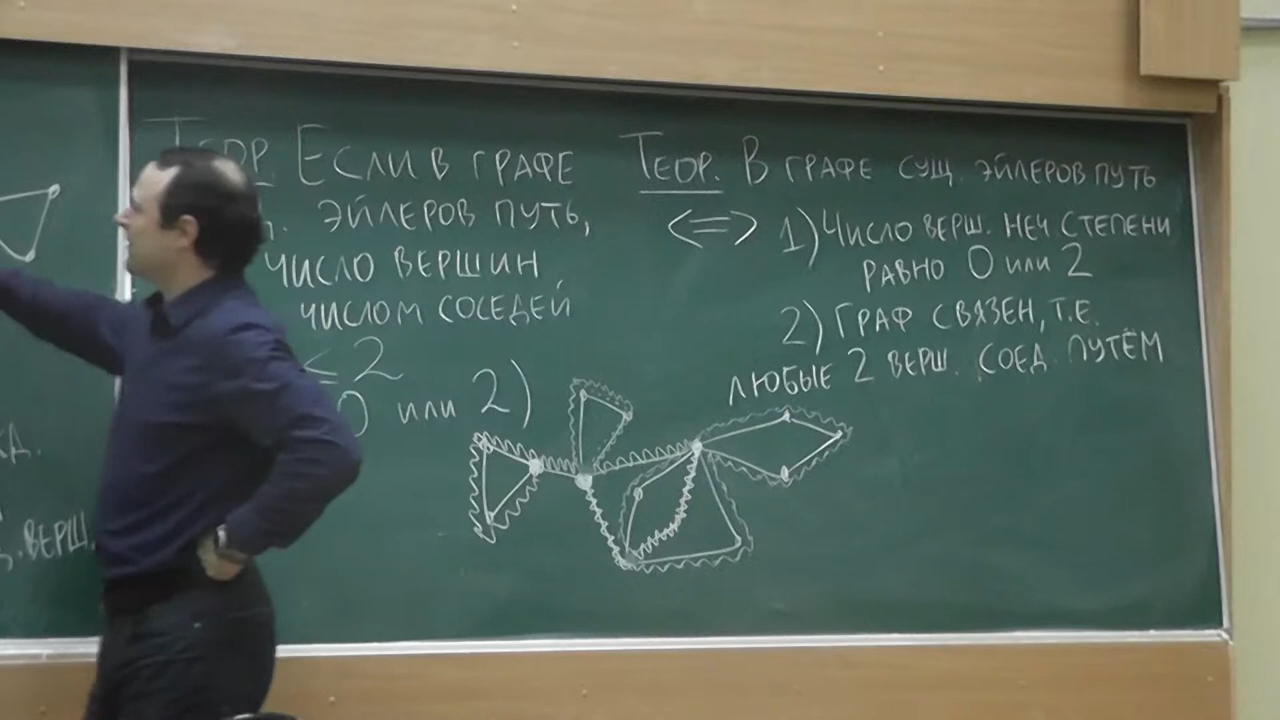 ТЕОР. ЕСЛИ В ГРАФЕ
ЭЙЛЕРОВ ПУТЬ,
ЧИСЛО ВЕРШИН
ЧИСЛОМ СОСЕДЕЙ
≤ 2
0 ИЛИ 2)
ТЕОР. В ГРАФЕ СУЩ. ЭЙЛЕРОВ ПУТЬ
<=> 1) ЧИСЛО ВЕРШ. НЕЧ СТЕПЕНИ
РАВНО 0 ИЛИ 2
2) ГРАФ СВЯЗЕН, Т.Е.
ЛЮБЫЕ 2 ВЕРШ. СОЕД. ПУТЁМ
.ВЕРШ.